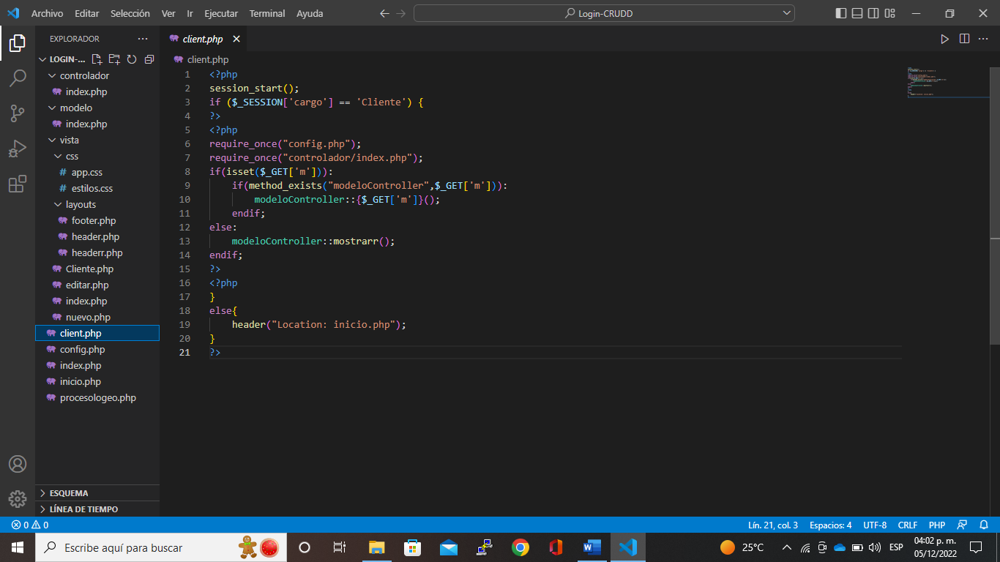 Archivo Editar Selección Ver Ir Ejecutar Terminal Ayuda
Login-CRUDD
EXPLORADOR
LOGIN-...
controlador
index.php
modelo
index.php
vista
css
# app.css
# estilos.css
layouts
footer.php
header.php
headerr.php
Cliente.php
editar.php
index.php
nuevo.php
client.php
config.php
index.php
inicio.php
procesologeo.php
ESQUEMA
LÍNEA DE TIEMPO
client.php
client.php
1 <?php
2 session_start();
3 if ($_SESSION['cargo'] == 'Cliente') {
4 ?>
5 <?php
6 require_once("config.php");
7 require_once("controlador/index.php");
8 if(isset($_GET['m'])):
9     if(method_exists("modeloController",$_GET['m'])):
10         modeloController::{$_GET['m']}();
11     endif;
12 else:
13     modeloController::mostrarr();
14 endif;
15 ?>
16 <?php
17 }
18 else{
19     header("Location: inicio.php");
20 }
21 ?>
0 0
Lín. 21, col. 3 Espacios: 4 UTF-8 CRLF PHP
Escribe aquí para buscar
25°C
ESP
04:02 p. m.
05/12/2022